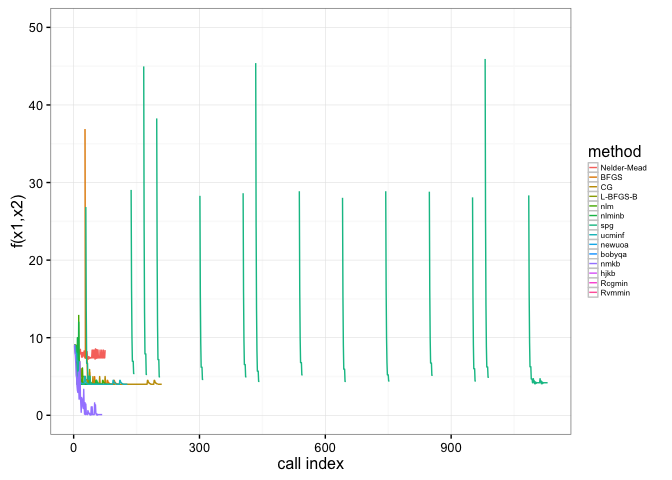 50
40
30
20
10
0
f(x1,x2)
0 300 600 900
call index
method
Nelder-Mead
BFGS
CG
L-BFGS-B
nlm
nlminb
spg
ucminf
newuoa
bobyqa
nmkb
hjkb
Rcgmin
Rvmmin